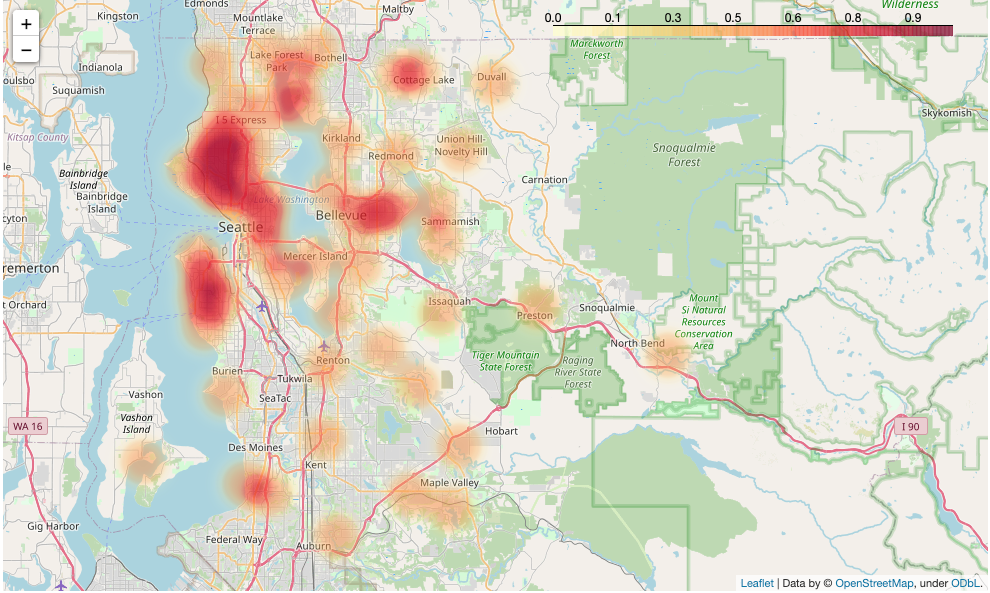 Edmonds
Maltby
Wilderness
Kingston
+
Mountlake
Terrace
0.0 0.1 0.3 0.5 0.6 0.8 0.9
−
Lake Forest
Park
Bothell
Marckworth
Forest
Indianola
oulsbo
Suquamish
Cottage Lake
Duvall
Skykomish
I 5 Express
Kitsap County
Kirkland
Union Hill-
Novelty Hill
Redmond
Snoqualmie
Forest
le
Bainbridge
Island
Bainbridge
Island
Carnation
Lake Washington
cyton
Seattle
Bellevue
Sammamish
remerton
Mercer Island
t Orchard
Issaquah
Preston
Snoqualmie
Mount
Si Natural
Resources
Conservation
Area
North Bend
Tiger Mountain
State Forest
Raging
River State
Forest
Renton
Burien
Tukwila
SeaTac
Vashon
Vashon
Island
WA 16
I 90
Hobart
Des Moines
Kent
Maple Valley
Gig Harbor
Federal Way
Auburn
Leaflet | Data by © OpenStreetMap, under ODbL.